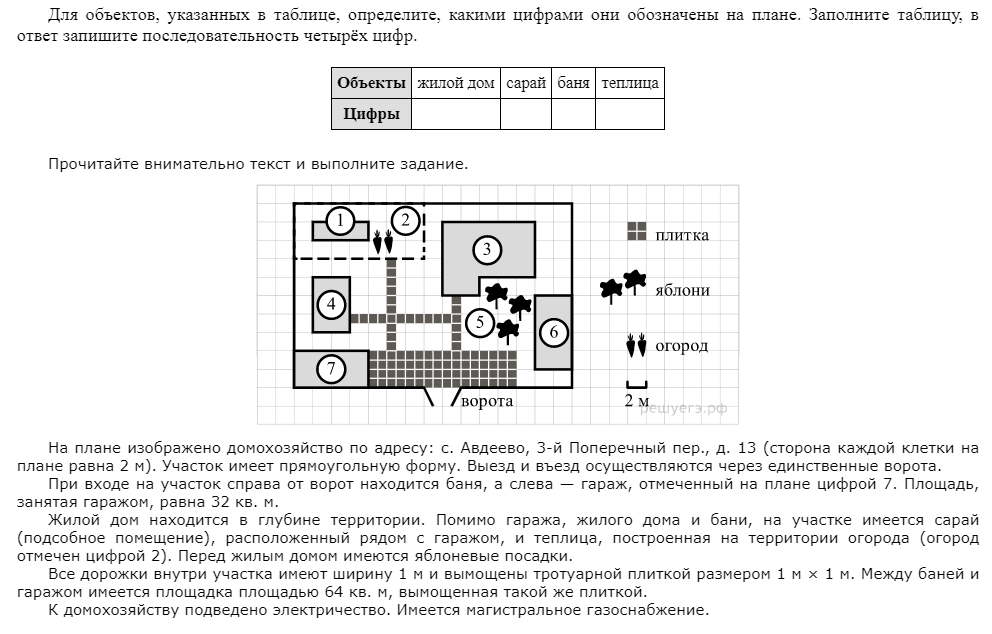 Для объектов, указанных в таблице, определите, какими цифрами они обозначены на плане. Заполните таблицу, в
ответ запишите последовательность четырёх цифр.
Объекты жилой дом сарай баня теплица
Цифры
Прочитайте внимательно текст и выполните задание.
1
2
3
плитка
4
яблони
5
6
огород
7
ворота
2 м
решуегэ.рф
На плане изображено домохозяйство по адресу: с. Авдеево, 3-й Поперечный пер., д. 13 (сторона каждой клетки на
плане равна 2 м). Участок имеет прямоугольную форму. Выезд и въезд осуществляются через единственные ворота.
При входе на участок справа от ворот находится баня, а слева — гараж, отмеченный на плане цифрой 7. Площадь,
занятая гаражом, равна 32 кв. м.
Жилой дом находится в глубине территории. Помимо гаража, жилого дома и бани, на участке имеется сарай
(подсобное помещение), расположенный рядом с гаражом, и теплица, построенная на территории огорода (огород
отмечен цифрой 2). Перед жилым домом имеются яблоневые посадки.
Все дорожки внутри участка имеют ширину 1 м и вымощены тротуарной плиткой размером 1 м × 1 м. Между баней и
гаражом имеется площадка площадью 64 кв. м, вымощенная такой же плиткой.
К домохозяйству подведено электричество. Имеется магистральное газоснабжение.